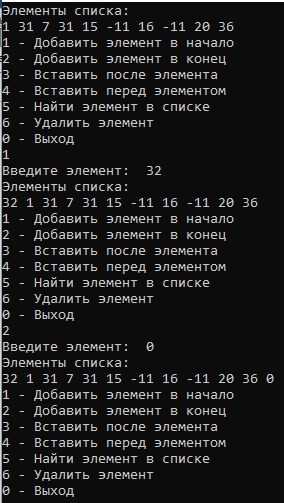 Элементы списка:
1 31 7 31 15 -11 16 -11 20 36
1 - Добавить элемент в начало
2 - Добавить элемент в конец
3 - Вставить после элемента
4 - Вставить перед элементом
5 - Найти элемент в списке
6 - Удалить элемент
0 - Выход
1
Введите элемент:  32
Элементы списка:
32 1 31 7 31 15 -11 16 -11 20 36
1 - Добавить элемент в начало
2 - Добавить элемент в конец
3 - Вставить после элемента
4 - Вставить перед элементом
5 - Найти элемент в списке
6 - Удалить элемент
0 - Выход
2
Введите элемент:  0
Элементы списка:
32 1 31 7 31 15 -11 16 -11 20 36 0
1 - Добавить элемент в начало
2 - Добавить элемент в конец
3 - Вставить после элемента
4 - Вставить перед элементом
5 - Найти элемент в списке
6 - Удалить элемент
0 - Выход